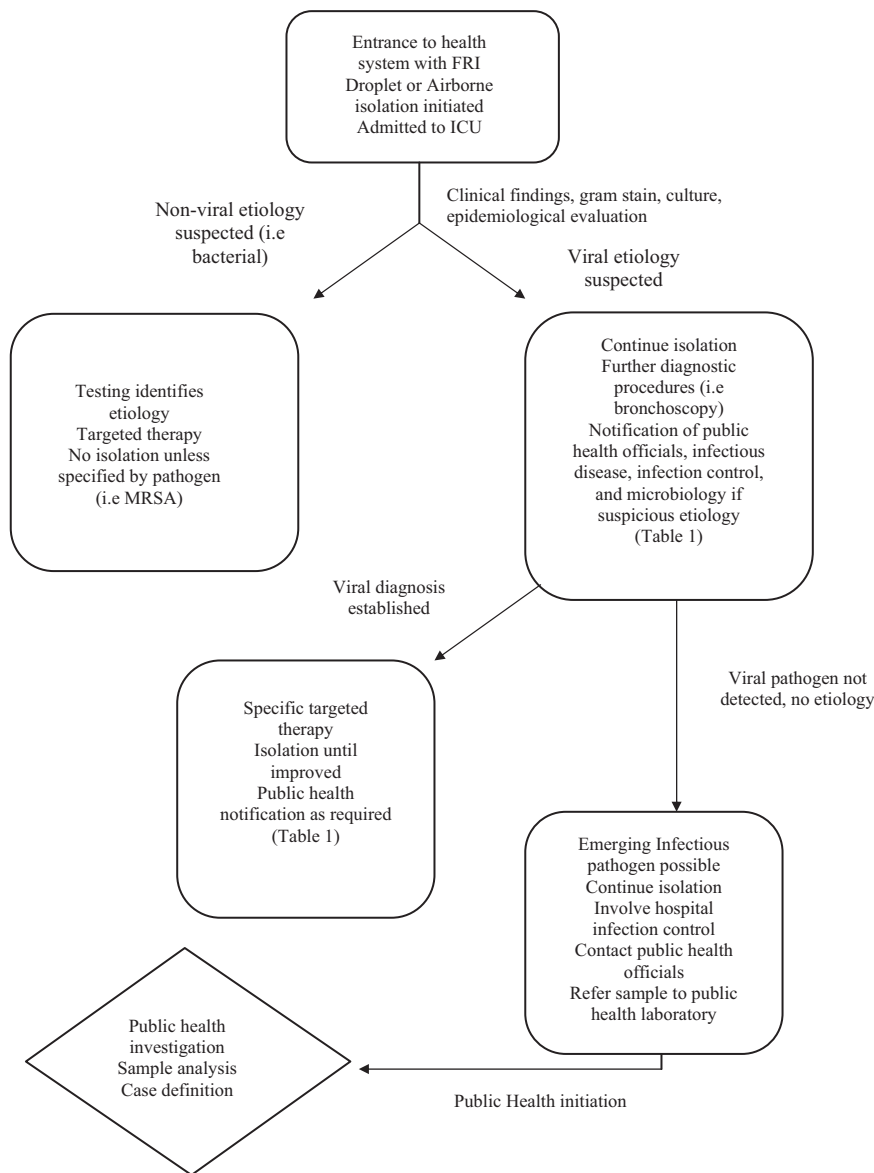 Entrance to health
system with FRI
Droplet or Airborne
isolation initiated
Admitted to ICU
Clinical findings, gram stain, culture,
epidemiological evaluation
Non-viral etiology
suspected (i.e
bacterial)
Viral etiology
suspected
Testing identifies
etiology
Targeted therapy
No isolation unless
specified by pathogen
(i.e MRSA)
Continue isolation
Further diagnostic
procedures (i.e
bronchoscopy)
Notification of public
health officials, infectious
disease, infection control,
and microbiology if
suspicious etiology
(Table 1)
Viral diagnosis
established
Viral pathogen not
detected, no etiology
Specific targeted
therapy
Isolation until
improved
Public health
notification as required
(Table 1)
Emerging Infectious
pathogen possible
Continue isolation
Involve hospital
infection control
Contact public health
officials
Refer sample to public
health laboratory
Public health
investigation
Sample analysis
Case definition
Public Health initiation